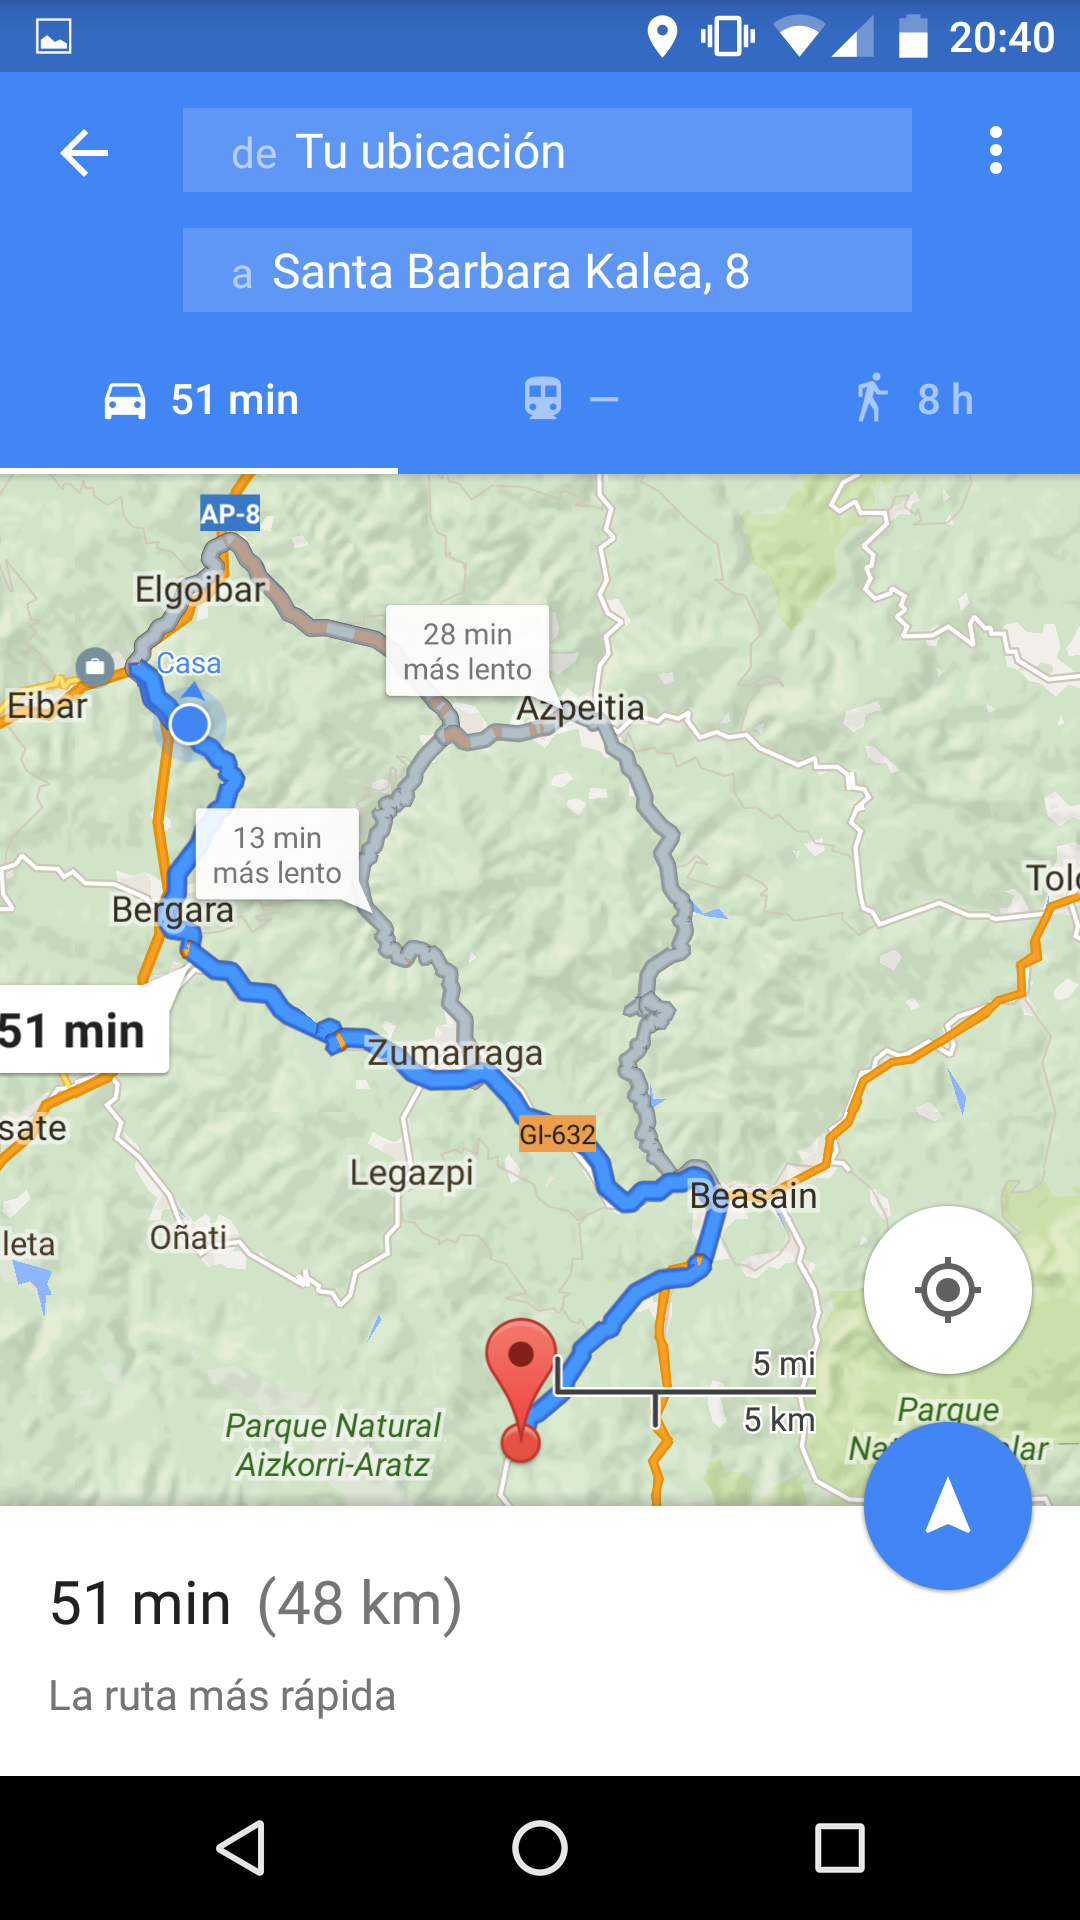 20:40
de Tu ubicación
a Santa Barbara Kalea, 8
51 min
—
8 h
AP-8
Elgoibar
28 min
más lento
Casa
Eibar
Azpeitia
13 min
más lento
Tolo
Bergara
51 min
Zumarraga
sate
GI-632
Legazpi
Beasain
Oñati
leta
5 mi
5 km
Parque Natural
Aizkorri-Aratz
Parque
Na lar
51 min (48 km)
La ruta más rápida